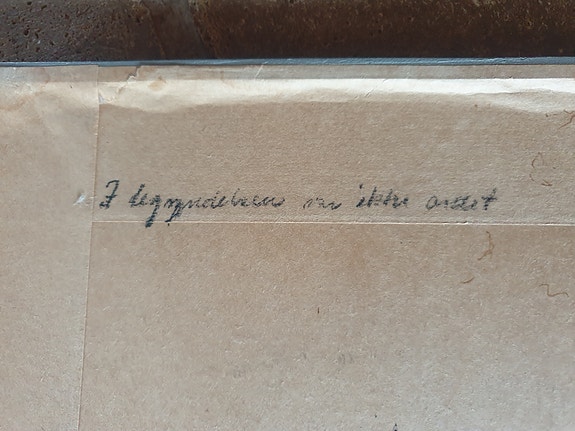 I begyndelsen var ikke ordet